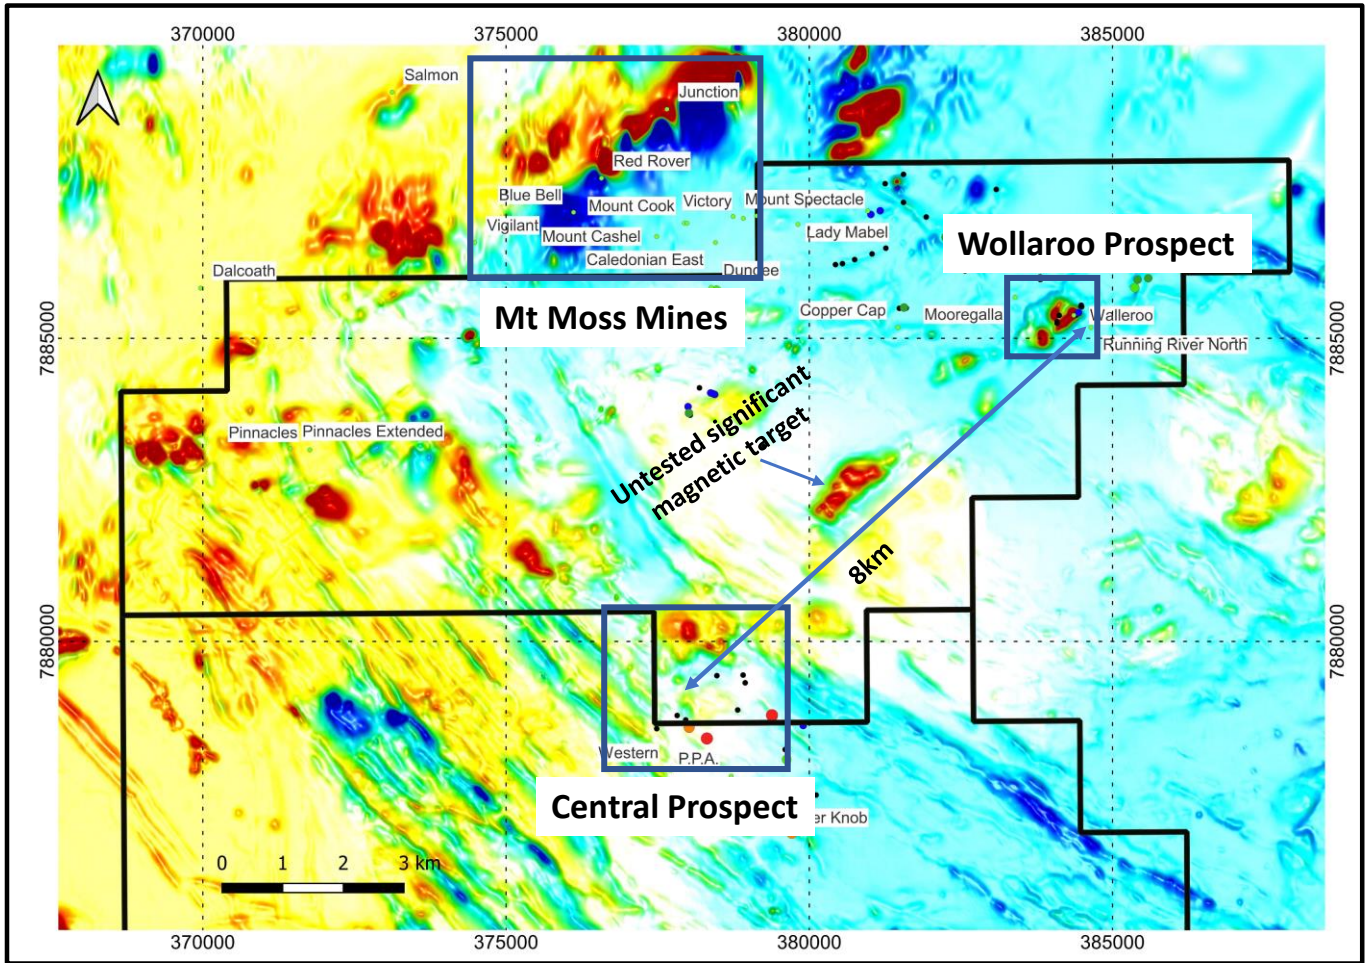 370000 375000 380000 385000
Salmon
Junction
Red Rover
Blue Bell
Mount Cook
Victory
Mount Spectacle
Vigilant
Mount Cashel
Lady Mabel
Wollaroo Prospect
Caledonian East
Dundee
Dalcoath
Mt Moss Mines
Copper Cap
Mooregalla
Walleroo
Running River North
7885000
7885000
Untested significant
magnetic target
Pinnacles
Pinnacles Extended
8km
7880000
7880000
Western
P.P.A.
Central Prospect
er Knob
0 1 2 3 km
370000 375000 380000 385000